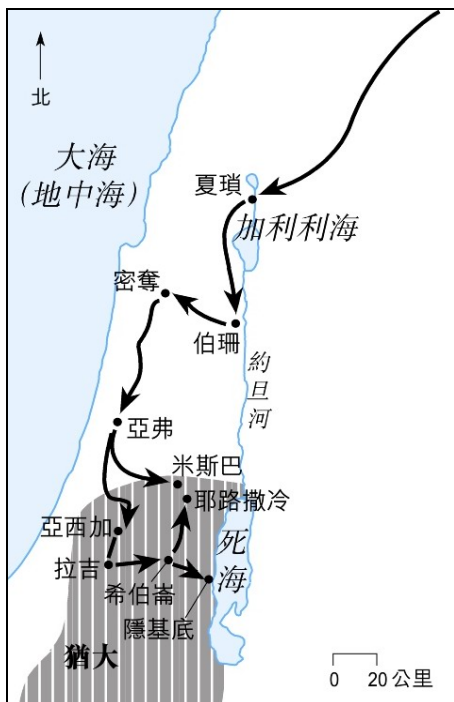 北
大海
(地中海)
夏瑣
加利利海
密奪
伯珊
約旦河
亞弗
米斯巴
耶路撒冷
亞西加
拉吉
希伯崙
死海
隱基底
猶大
0 20 公里